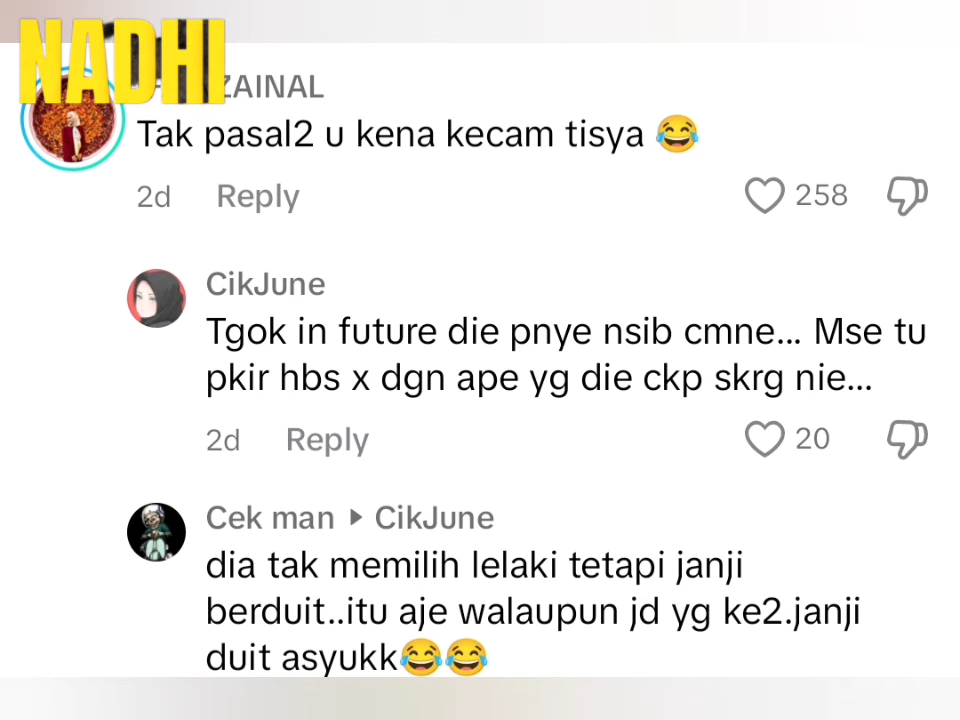 NADHI
ZAINAL
Tak pasal2 u kena kecam tisya 😂
2d Reply 258
CikJune
Tgok in future die pnye nsib cmne... Mse tu
pkir hbs x dgn ape yg die ckp skrg nie...
2d Reply 20
Cek man ▸ CikJune
dia tak memilih lelaki tetapi janji
berduit..itu aje walaupun jd yg ke2.janji
duit asyukk😂😂